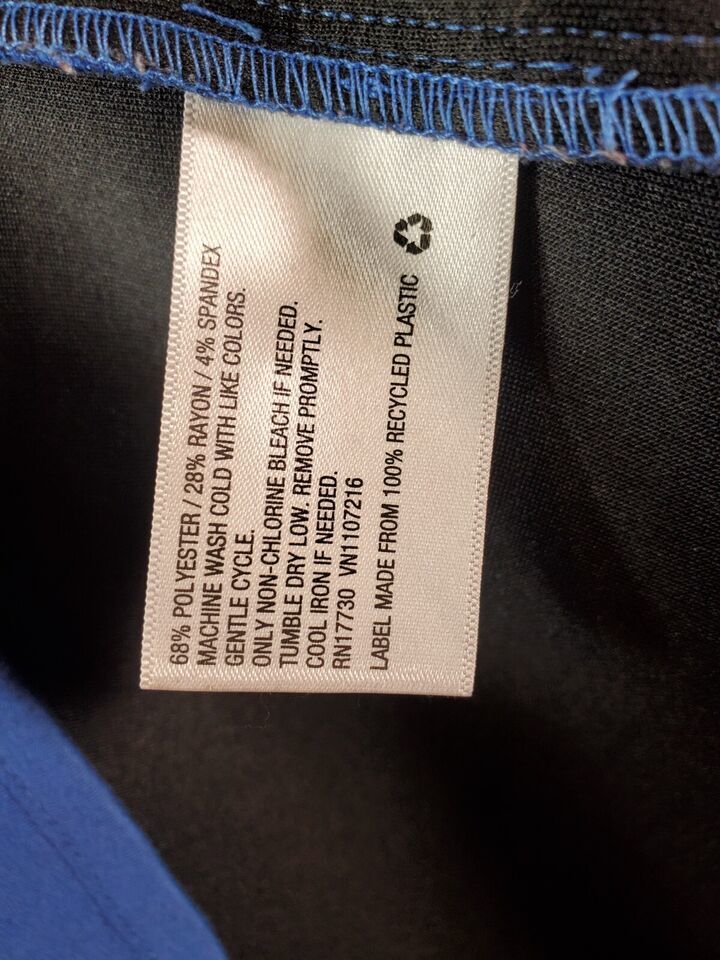 68% POLYESTER / 28% RAYON / 4% SPANDEX
MACHINE WASH COLD WITH LIKE COLORS.
GENTLE CYCLE.
ONLY NON-CHLORINE BLEACH IF NEEDED.
TUMBLE DRY LOW. REMOVE PROMPTLY.
COOL IRON IF NEEDED.
RN17730 VN1107216
LABEL MADE FROM 100% RECYCLED PLASTIC